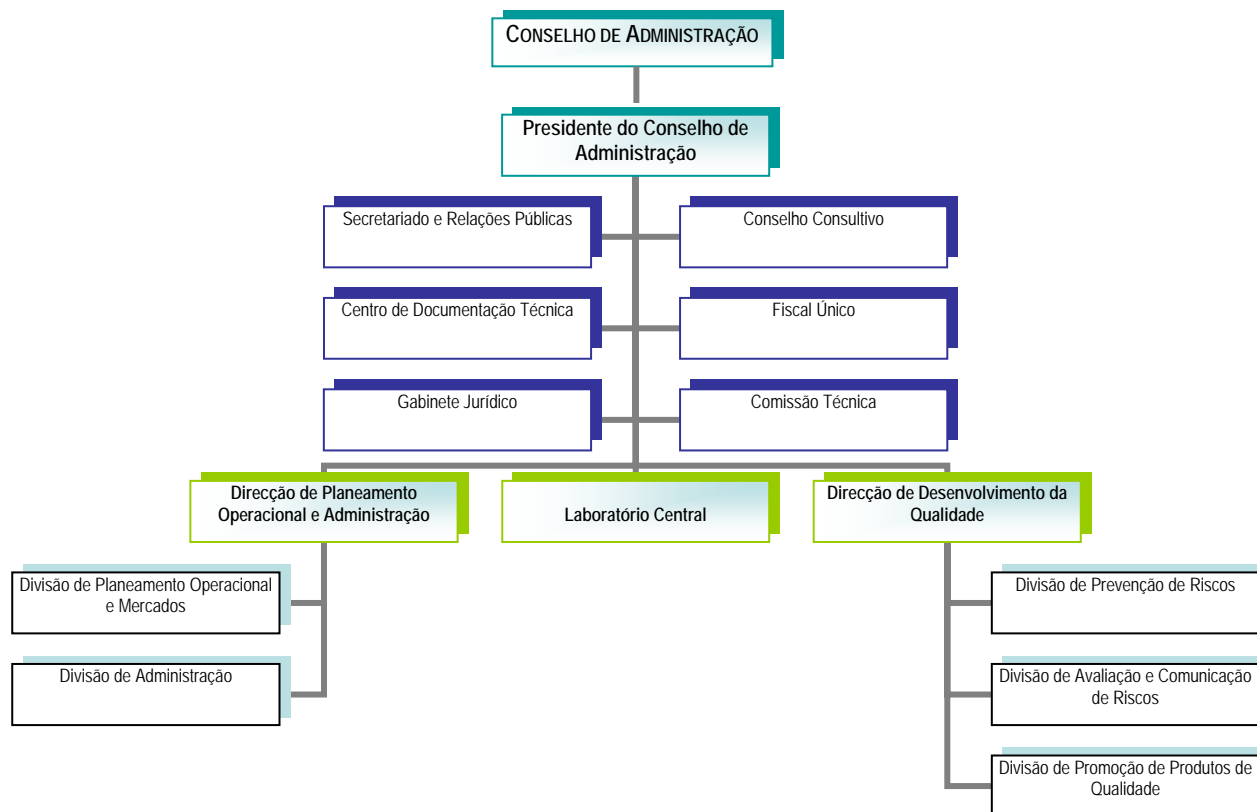 CONSELHO DE ADMINISTRAÇÃO
Presidente do Conselho de
Administração
Secretariado e Relações Públicas
Conselho Consultivo
Centro de Documentação Técnica
Fiscal Único
Gabinete Jurídico
Comissão Técnica
Direcção de Planeamento
Operacional e Administração
Laboratório Central
Direcção de Desenvolvimento da
Qualidade
Divisão de Planeamento Operacional
e Mercados
Divisão de Prevenção de Riscos
Divisão de Administração
Divisão de Avaliação e Comunicação
de Riscos
Divisão de Promoção de Produtos de
Qualidade